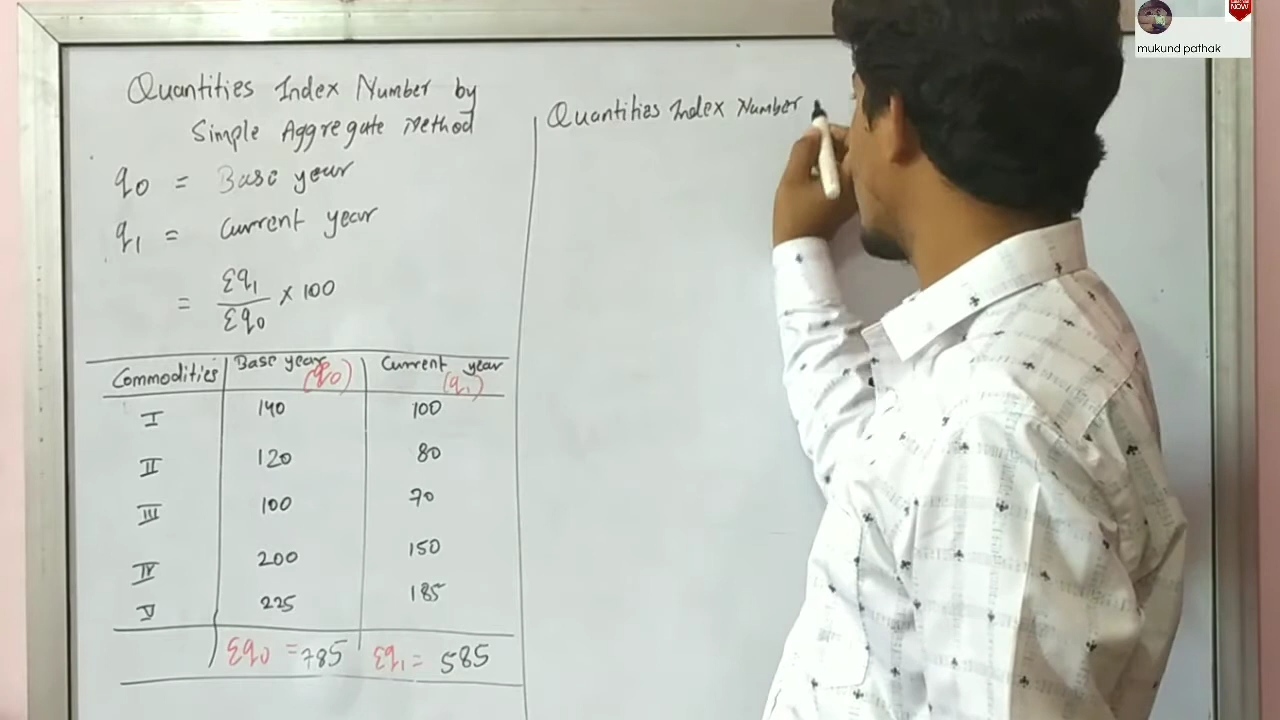 Quantities Index Number by
Simple Aggregate Method
q0 = Base year
q1 = Current year
= Σq1 / Σq0 × 100
Commodities Base year (q0) Current year (q1)
I 140 100
II 120 80
III 100 70
IV 200 150
V 225 185
Σq0 = 785 Σq1 = 585
Quantities Index Number
mukund pathak
NOW